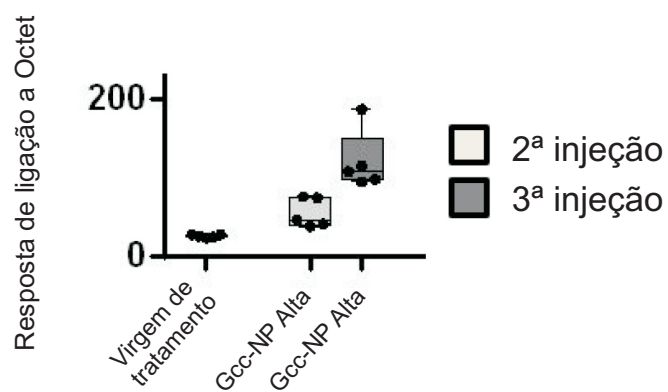 Resposta de ligação a Octet
200
0
Virgem de
tratamento
Gcc-NP Alta
Gcc-NP Alta
2ª injeção
3ª injeção